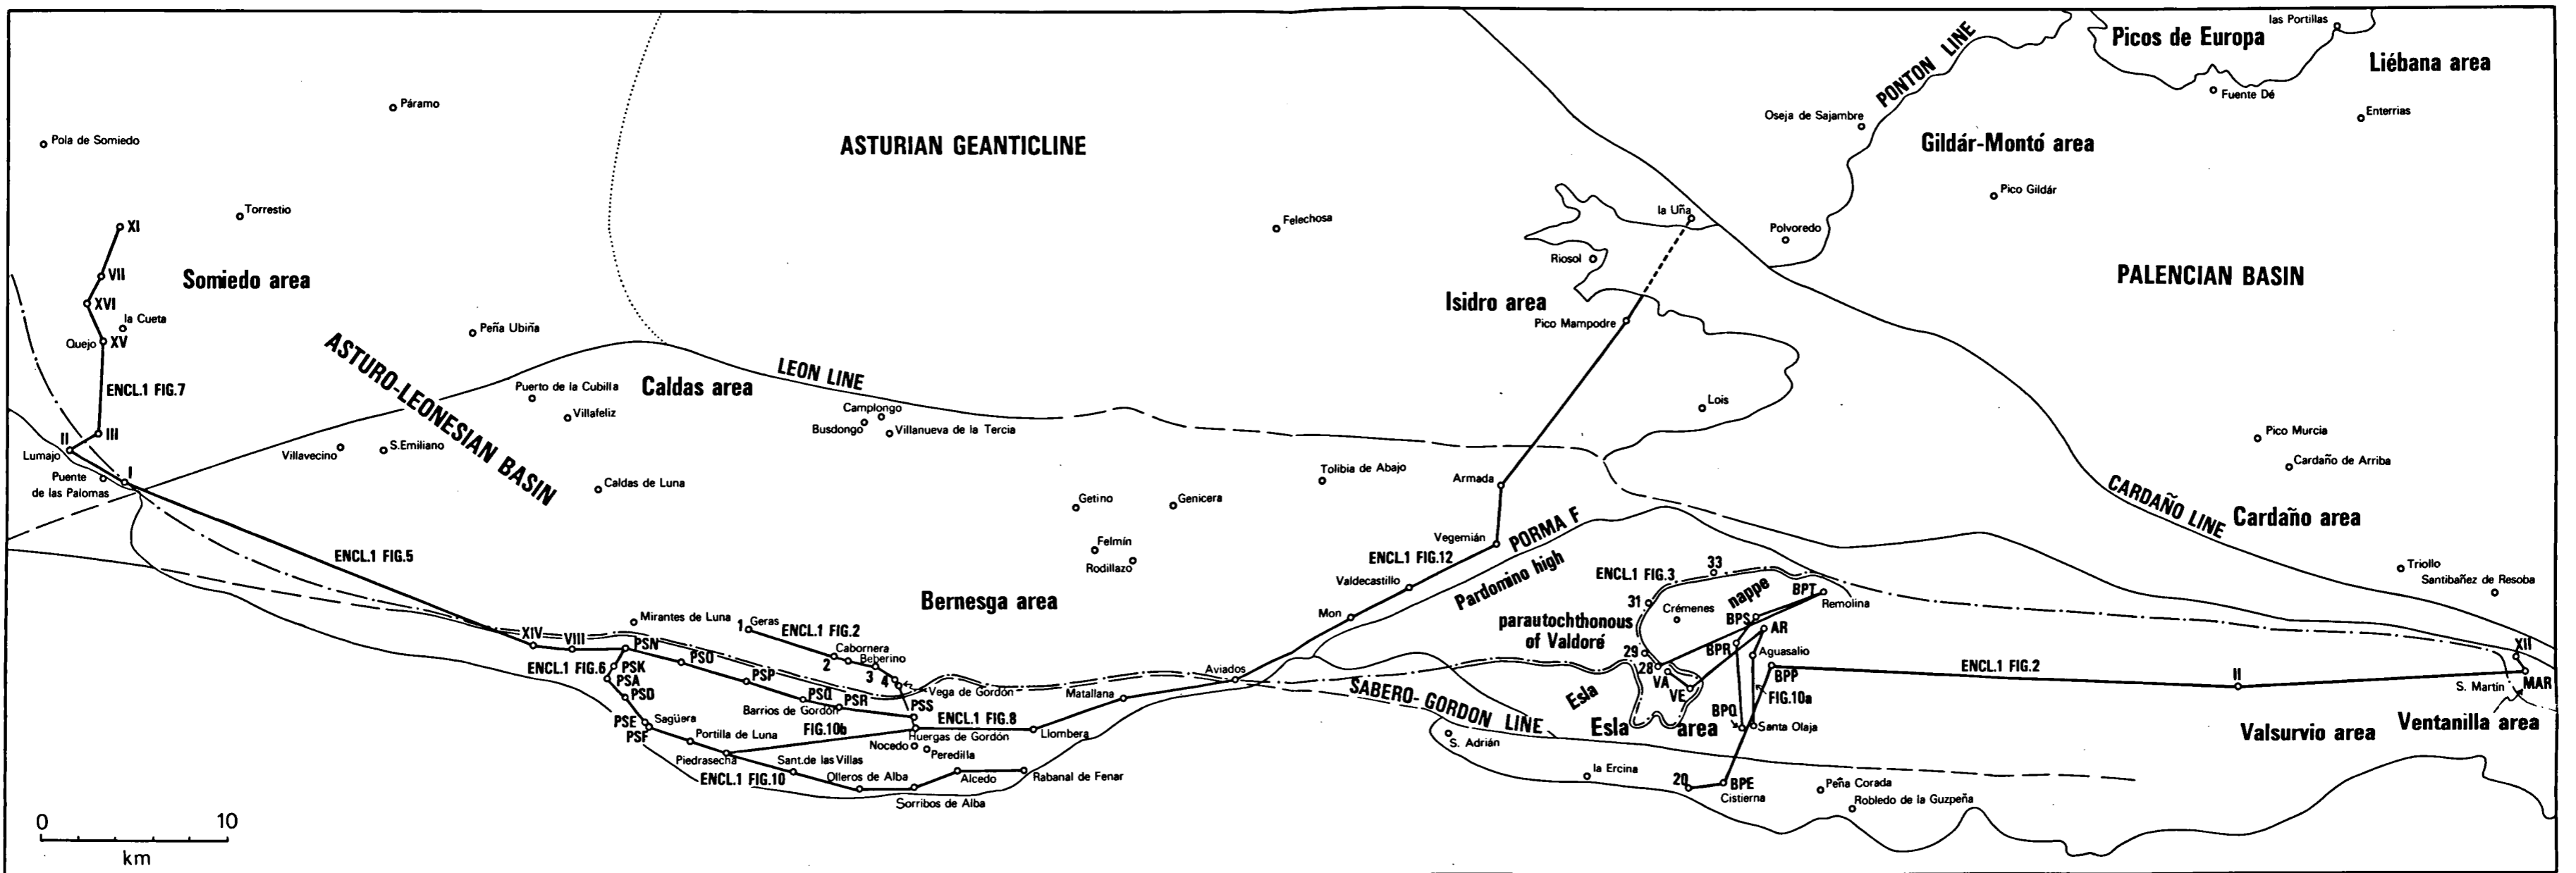 las Portillas
Picos de Europa
Liébana area
PONTON LINE
Fuente Dé
Enterrias
Páramo
Pola de Somiedo
ASTURIAN GEANTICLINE
Oseja de Sajambre
Gildár-Montó area
Pico Gildár
Torrestio
XI
Felechosa
la Uña
Polvoredo
Riosol
VII
Somiedo area
PALENCIAN BASIN
XVI
Isidro area
la Cueta
Pico Mampodre
Peña Ubiña
Quejo
XV
ASTURO-LEONESIAN BASIN
LEON LINE
ENCL.1 FIG.7
Puerto de la Cubilla
Caldas area
Villafeliz
Camplongo
Busdongo
Villanueva de la Tercia
Lois
II
III
Lumajo
Villavecino
S.Emiliano
Pico Murcia
Cardaño de Arriba
Puente
de las Palomas
I
Caldas de Luna
Tolibia de Abajo
Armada
Getino
Genicera
CARDAÑO LINE
Cardaño area
ENCL.1 FIG.5
Felmín
Rodillazo
Vegemián
PORMA F
ENCL.1 FIG.12
Valdecastillo
Pardomino high
ENCL.1 FIG.3
33
Triollo
Santibañez de Resoba
Bernesga area
Mon
31
Crémenes
nappe
BPT
Remolina
parautochthonous
of Valdoré
BPS
AR
Mirantes de Luna
1
Geras
ENCL.1 FIG.2
XIV
VIII
PSN
Cabornera
2
Beberino
3
4
Vega de Gordón
PSO
PSP
PSQ
PSR
PSS
Barrios de Gordón
ENCL.1 FIG.6
PSK
PSA
PSD
PSE
PSF
Sagüera
Portilla de Luna
Piedrasecha
FIG.10b
ENCL.1 FIG.8
Huergas de Gordón
Nocedo
Peredilla
Llombera
Matallana
Aviados
ENCL.1 FIG.10
Sant.de las Villas
Olleros de Alba
Sorribos de Alba
Alcedo
Rabanal de Fenar
SABERO-GORDON LINE
29
28
VA
VE
BPR
Aguasalio
BPP
FIG.10a
BPQ
Santa Olaja
Esla
Esla area
ENCL.1 FIG.2
II
XII
S. Martín
MAR
Valsurvio area
Ventanilla area
S. Adrián
la Ercina
20
BPE
Cistierna
Peña Corada
Robledo de la Guzpeña
0 10
km